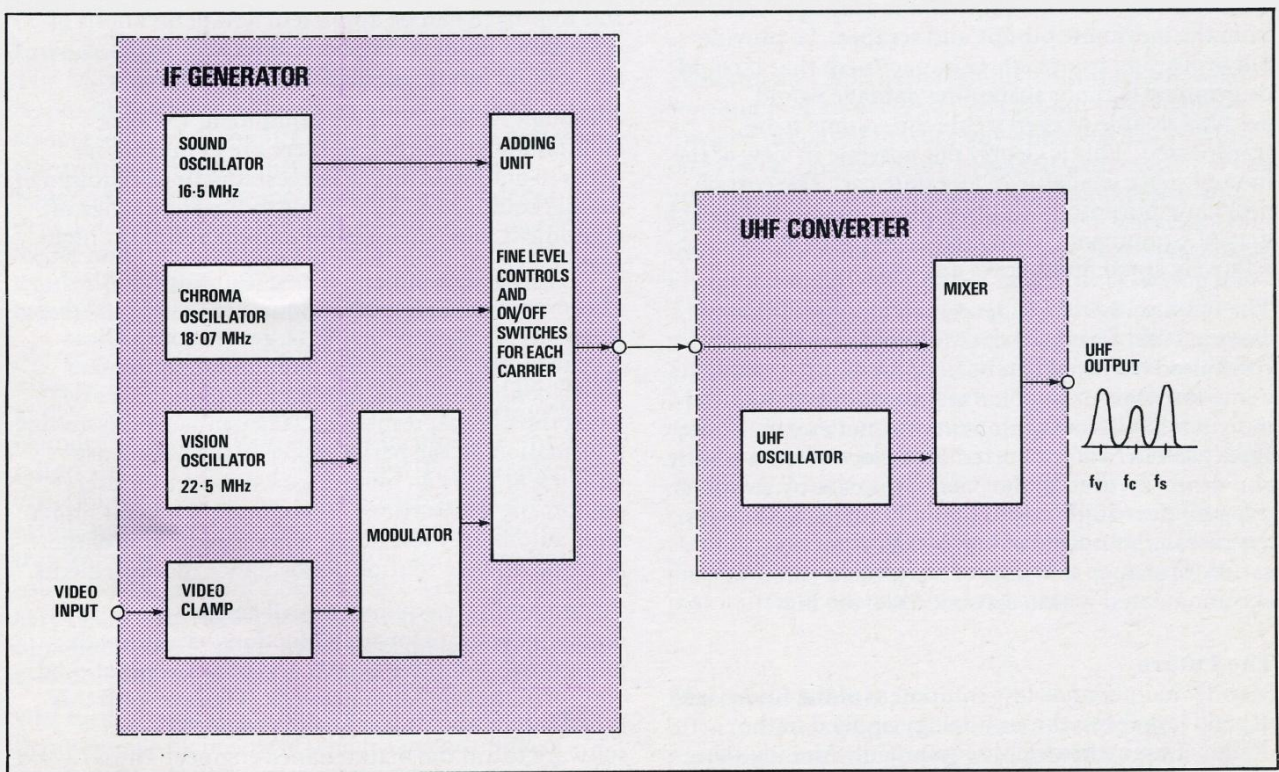 IF GENERATOR
SOUND
OSCILLATOR
16·5 MHz
CHROMA
OSCILLATOR
18·07 MHz
VISION
OSCILLATOR
22·5 MHz
VIDEO
INPUT
VIDEO
CLAMP
MODULATOR
ADDING
UNIT
FINE LEVEL
CONTROLS
AND
ON/OFF
SWITCHES
FOR EACH
CARRIER
UHF CONVERTER
UHF
OSCILLATOR
MIXER
UHF
OUTPUT
fv fc fs